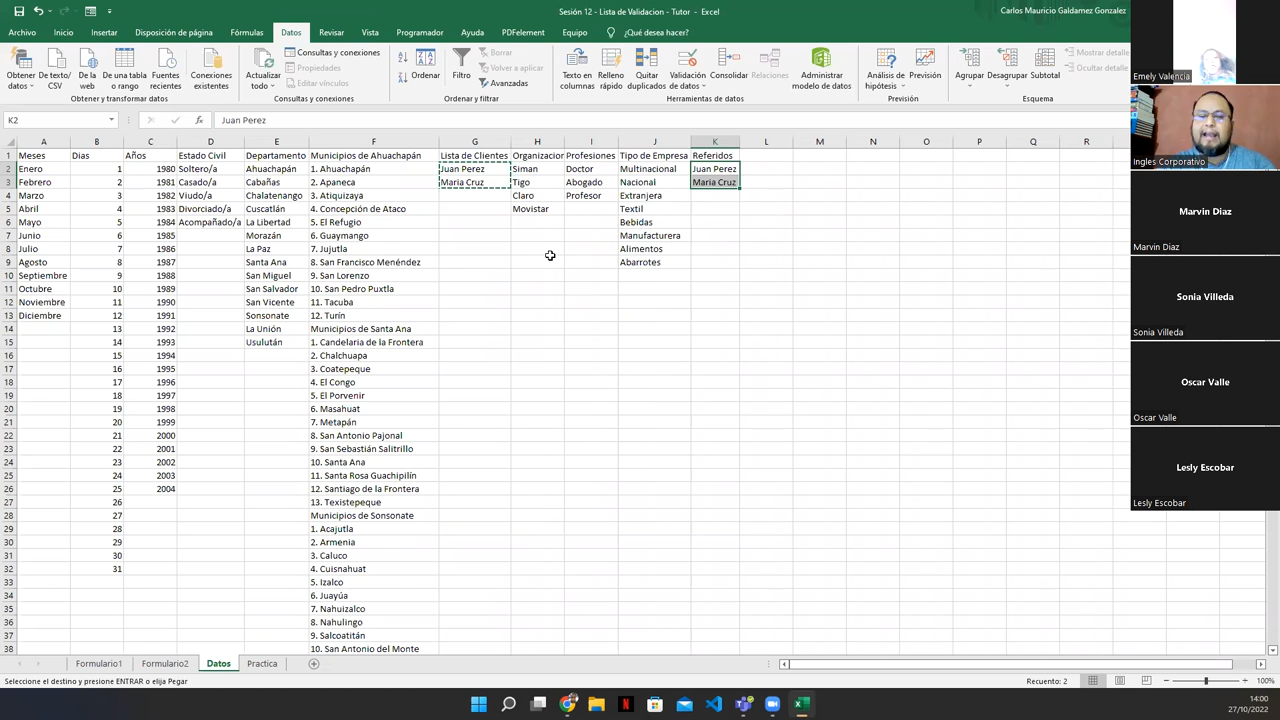 Sesión 12 - Lista de Validacion - Tutor - Excel
Carlos Mauricio Galdamez Gonzalez
Archivo Inicio Insertar Disposición de página Fórmulas Datos Revisar Vista Programador Ayuda PDFelement Equipo ¿Qué desea hacer?
Obtener datos De texto/CSV De la web De una tabla o rango Fuentes recientes Conexiones existentes
Obtener y transformar datos
Actualizar todo Consultas y conexiones Propiedades Editar vínculos
Consultas y conexiones
Ordenar Filtro Borrar Volver a aplicar Avanzadas
Ordenar y filtrar
Texto en columnas Relleno rápido Quitar duplicados Validación de datos Consolidar Relaciones Administrar modelo de datos
Herramientas de datos
Análisis de hipótesis Previsión
Previsión
Agrupar Desagrupar Subtotal Mostrar detalle Ocultar detalle
Esquema
K2 fx Juan Perez
A B C D E F G H I J K L M N O P Q R
1 Meses Dias Años Estado Civil Departamento Municipios de Ahuachapán Lista de Clientes Organizacion Profesiones Tipo de Empresa Referidos
2 Enero 1 1980 Soltero/a Ahuachapán 1. Ahuachapán Juan Perez Siman Doctor Multinacional Juan Perez
3 Febrero 2 1981 Casado/a Cabañas 2. Apaneca Maria Cruz Tigo Abogado Nacional Maria Cruz
4 Marzo 3 1982 Viudo/a Chalatenango 3. Atiquizaya Claro Profesor Extranjera
5 Abril 4 1983 Divorciado/a Cuscatlán 4. Concepción de Ataco Movistar Textil
6 Mayo 5 1984 Acompañado/a La Libertad 5. El Refugio Bebidas
7 Junio 6 1985 Morazán 6. Guaymango Manufacturera
8 Julio 7 1986 La Paz 7. Jujutla Alimentos
9 Agosto 8 1987 Santa Ana 8. San Francisco Menéndez Abarrotes
10 Septiembre 9 1988 San Miguel 9. San Lorenzo
11 Octubre 10 1989 San Salvador 10. San Pedro Puxtla
12 Noviembre 11 1990 San Vicente 11. Tacuba
13 Diciembre 12 1991 Sonsonate 12. Turín
14 13 1992 La Unión Municipios de Santa Ana
15 14 1993 Usulután 1. Candelaria de la Frontera
16 15 1994 2. Chalchuapa
17 16 1995 3. Coatepeque
18 17 1996 4. El Congo
19 18 1997 5. El Porvenir
20 19 1998 6. Masahuat
21 20 1999 7. Metapán
22 21 2000 8. San Antonio Pajonal
23 22 2001 9. San Sebastián Salitrillo
24 23 2002 10. Santa Ana
25 24 2003 11. Santa Rosa Guachipilín
26 25 2004 12. Santiago de la Frontera
27 26 13. Texistepeque
28 27 Municipios de Sonsonate
29 28 1. Acajutla
30 29 2. Armenia
31 30 3. Caluco
32 31 4. Cuisnahuat
33 5. Izalco
34 6. Juayúa
35 7. Nahuizalco
36 8. Nahulingo
37 9. Salcoatitán
38 10. San Antonio del Monte
Formulario1 Formulario2 Datos Practica
Seleccione el destino y presione ENTRAR o elija Pegar
Recuento: 2
100%
14:00
27/10/2022
Emely Valencia
Ingles Corporativo
Marvin Diaz
Marvin Diaz
Sonia Villeda
Sonia Villeda
Oscar Valle
Oscar Valle
Lesly Escobar
Lesly Escobar